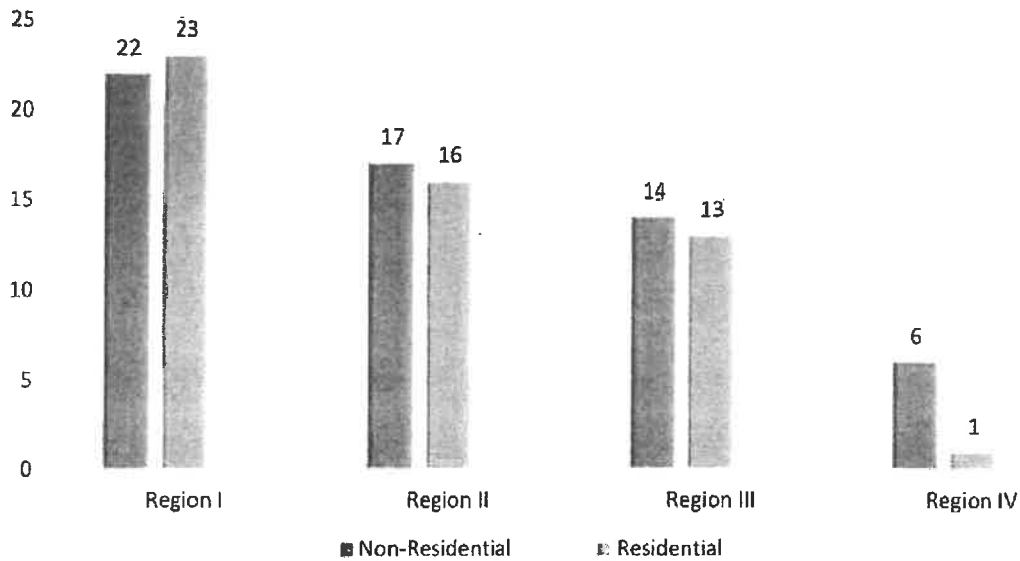 25
22
23
20
17
16
15
14
13
10
6
5
1
0
Region I
Region II
Region III
Region IV
Non-Residential
Residential